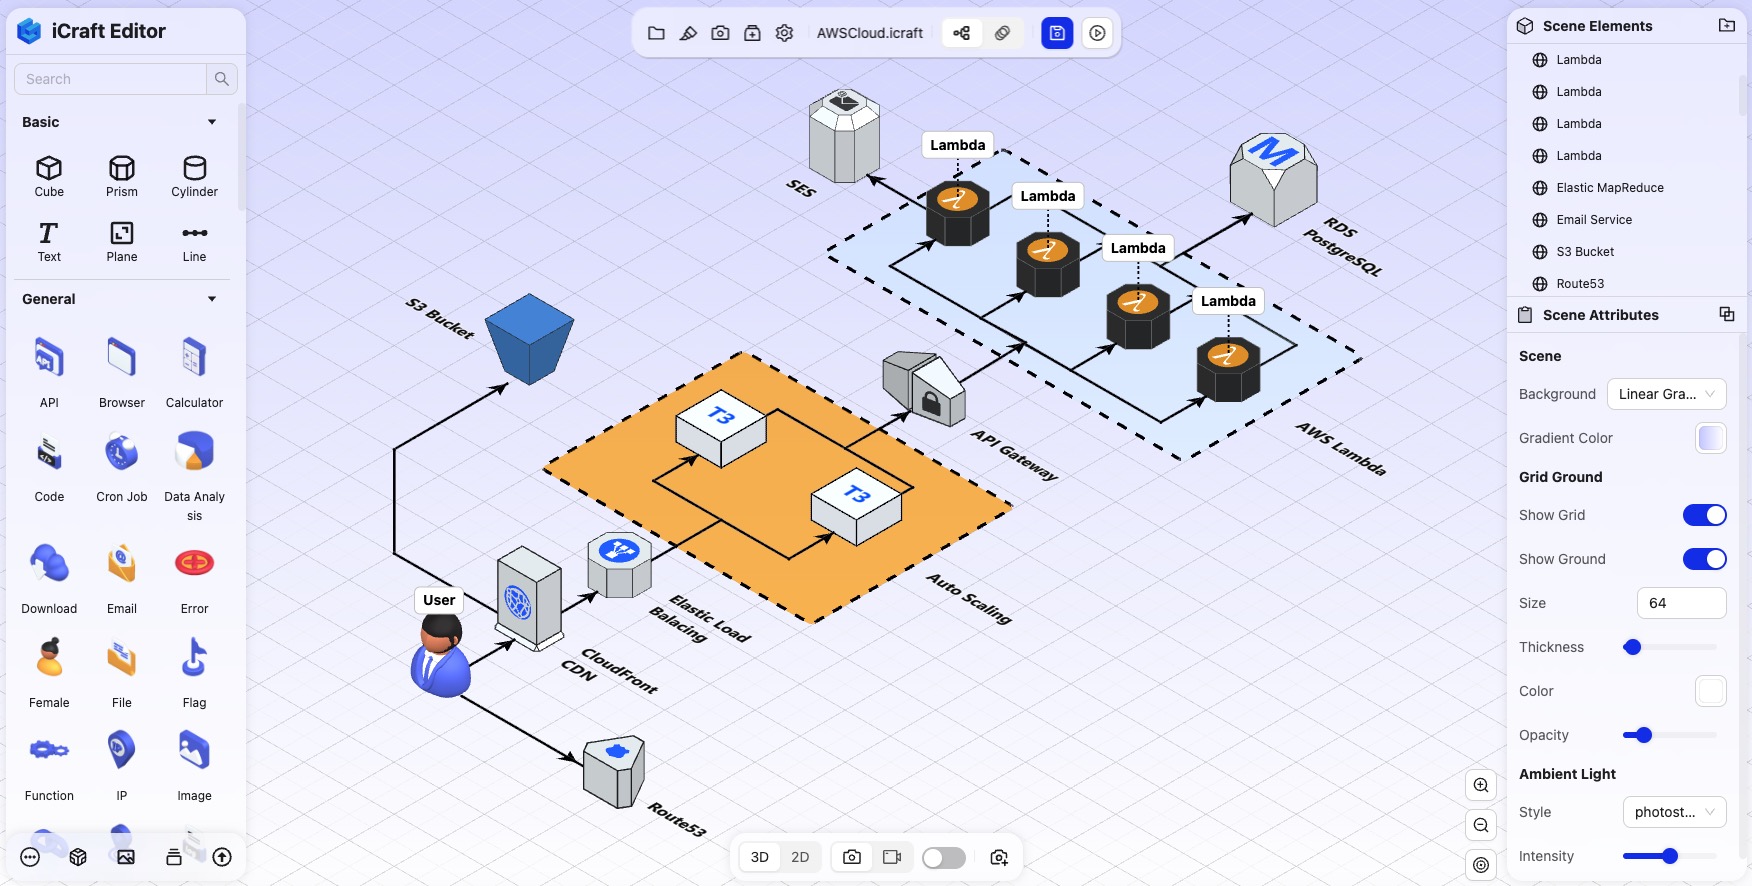 iCraft Editor
Search
Basic
Cube
Prism
Cylinder
Text
Plane
Line
General
API
Browser
Calculator
Code
Cron Job
Data Analy
sis
Download
Email
Error
Female
File
Flag
Function
IP
Image
AWSCloud.icraft
SES
Lambda
Lambda
Lambda
Lambda
RDS
PostgreSQL
S3 Bucket
T3
T3
API Gateway
AWS Lambda
Auto Scaling
Elastic Load
Balacing
User
CloudFront
CDN
Route53
3D
2D
Scene Elements
Lambda
Lambda
Lambda
Lambda
Elastic MapReduce
Email Service
S3 Bucket
Route53
Scene Attributes
Scene
Background
Linear Gra...
Gradient Color
Grid Ground
Show Grid
Show Ground
Size
64
Thickness
Color
Opacity
Ambient Light
Style
photost...
Intensity